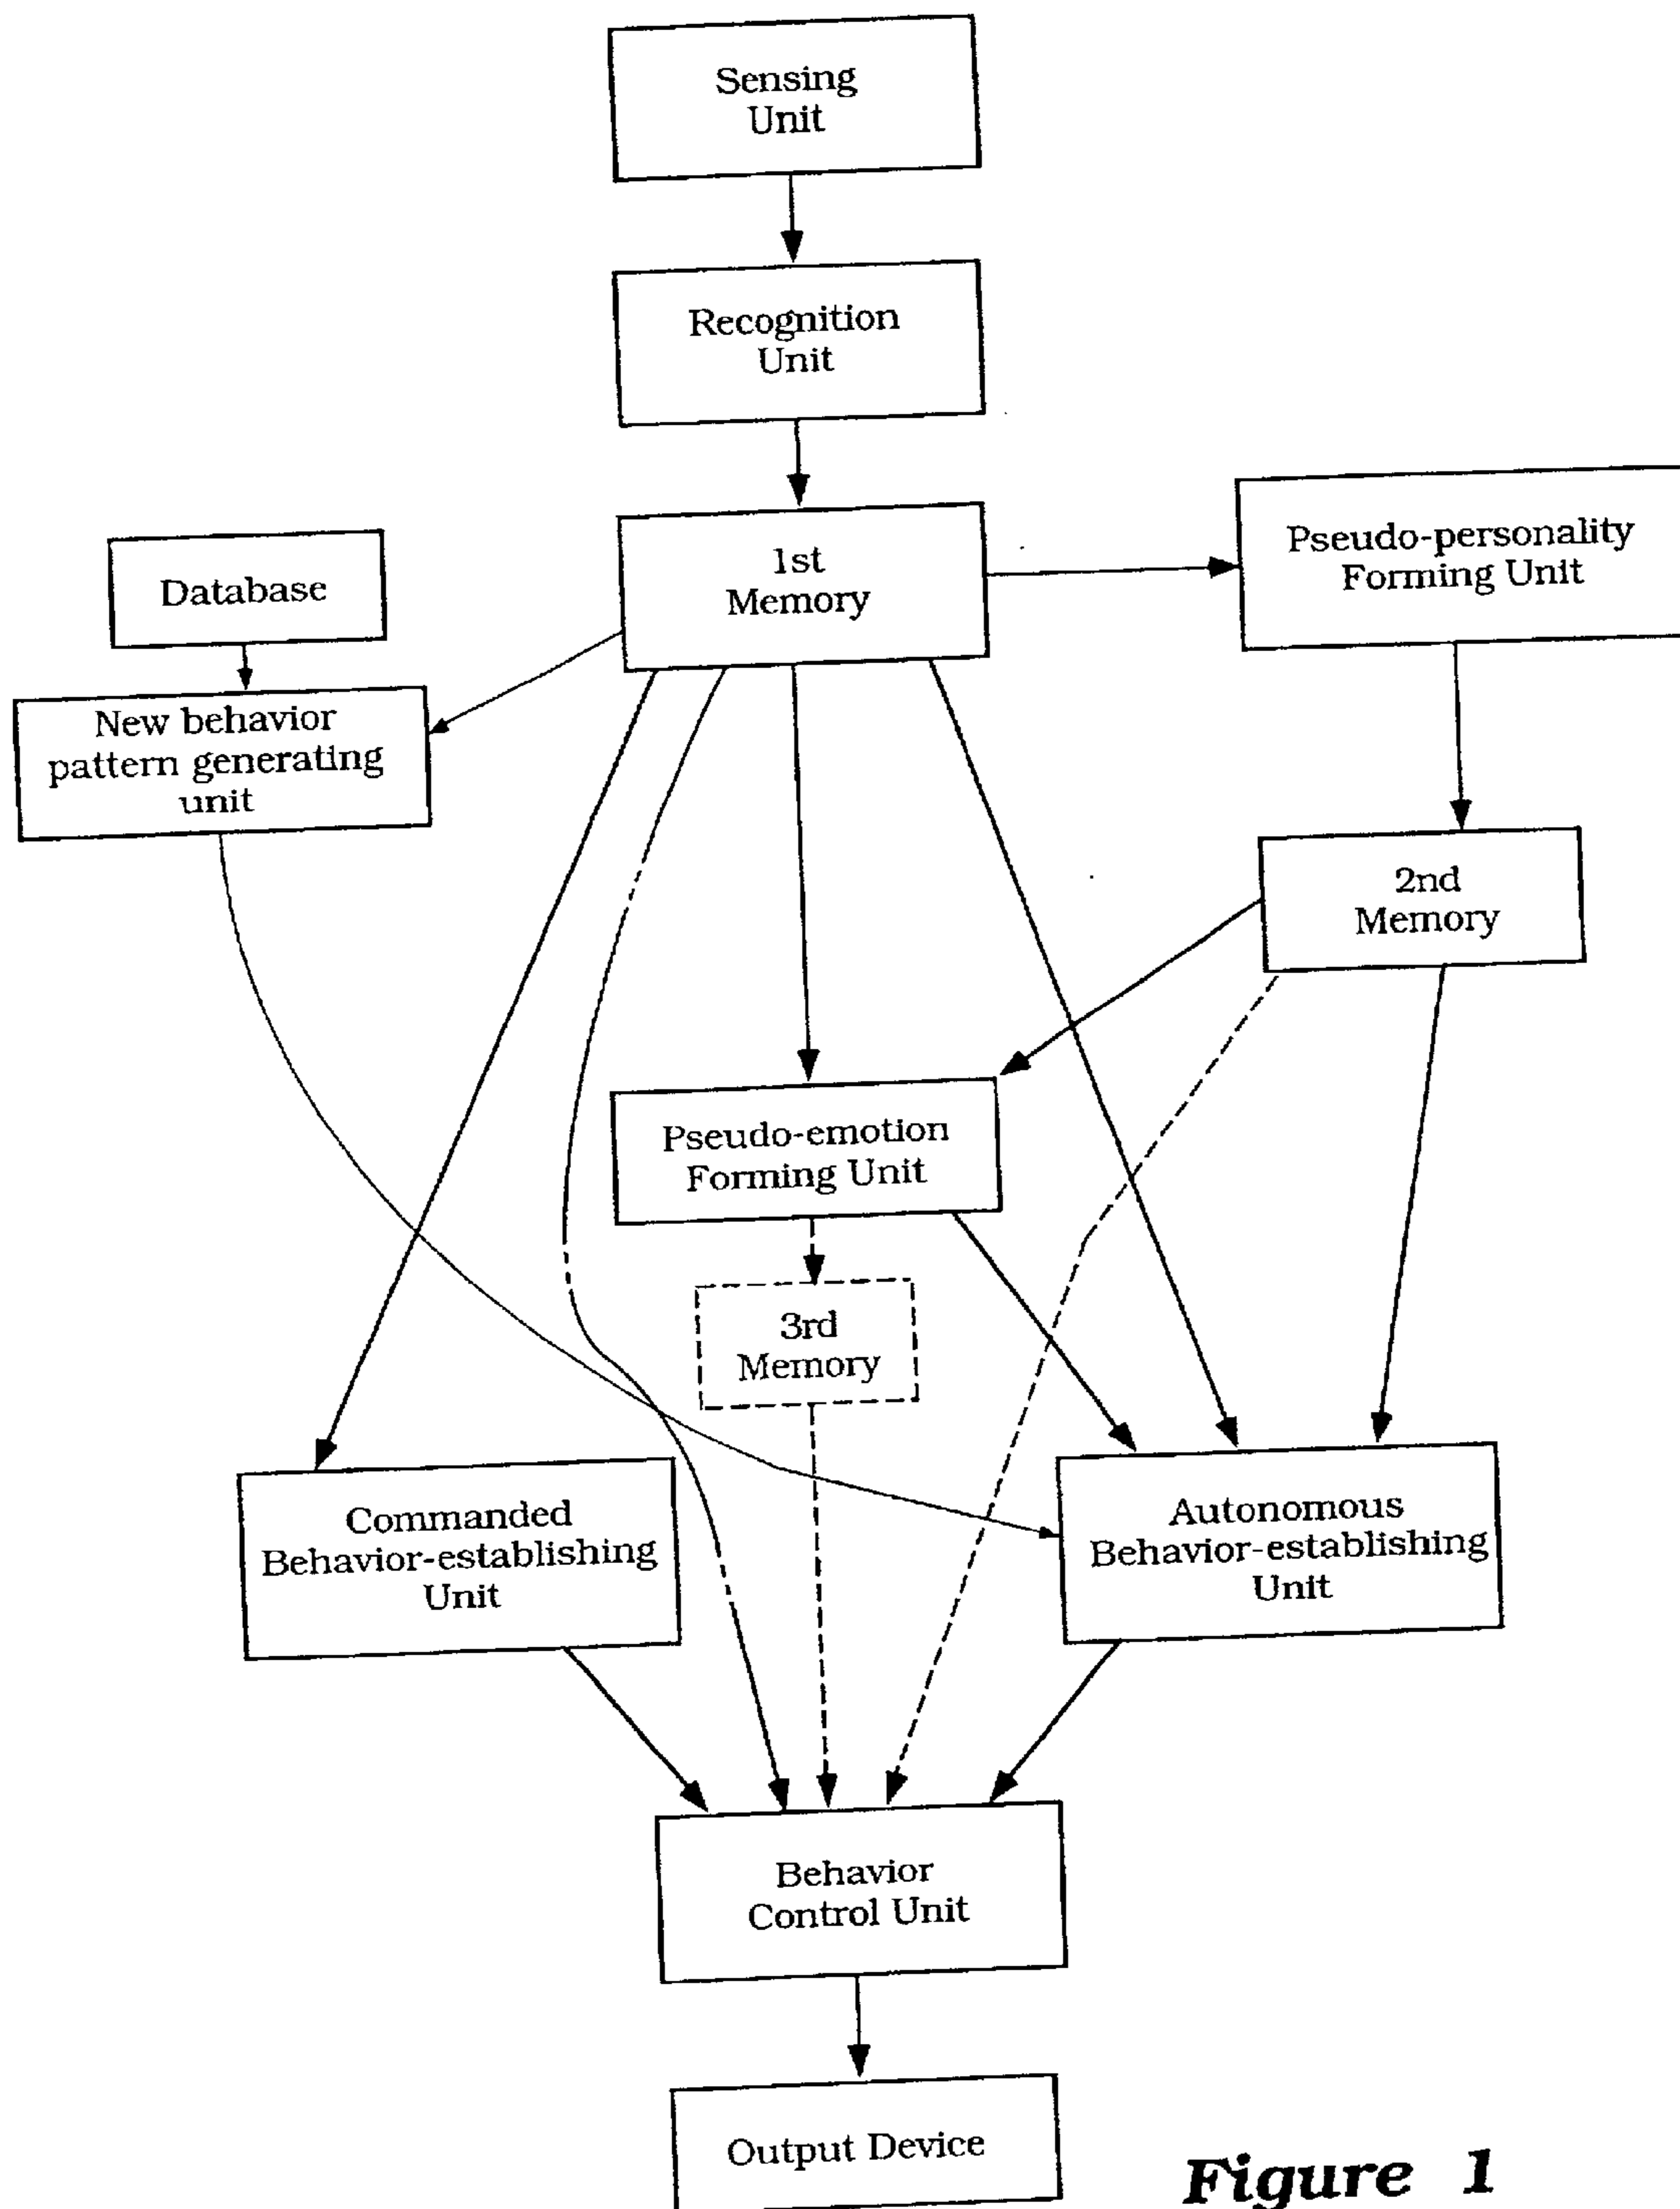 Sensing
Unit
Recognition
Unit
1st
Memory
Pseudo-personality
Forming Unit
Database
New behavior
pattern generating
unit
2nd
Memory
Pseudo-emotion
Forming Unit
3rd
Memory
Commanded
Behavior-establishing
Unit
Autonomous
Behavior-establishing
Unit
Behavior
Control Unit
Output Device
Figure 1